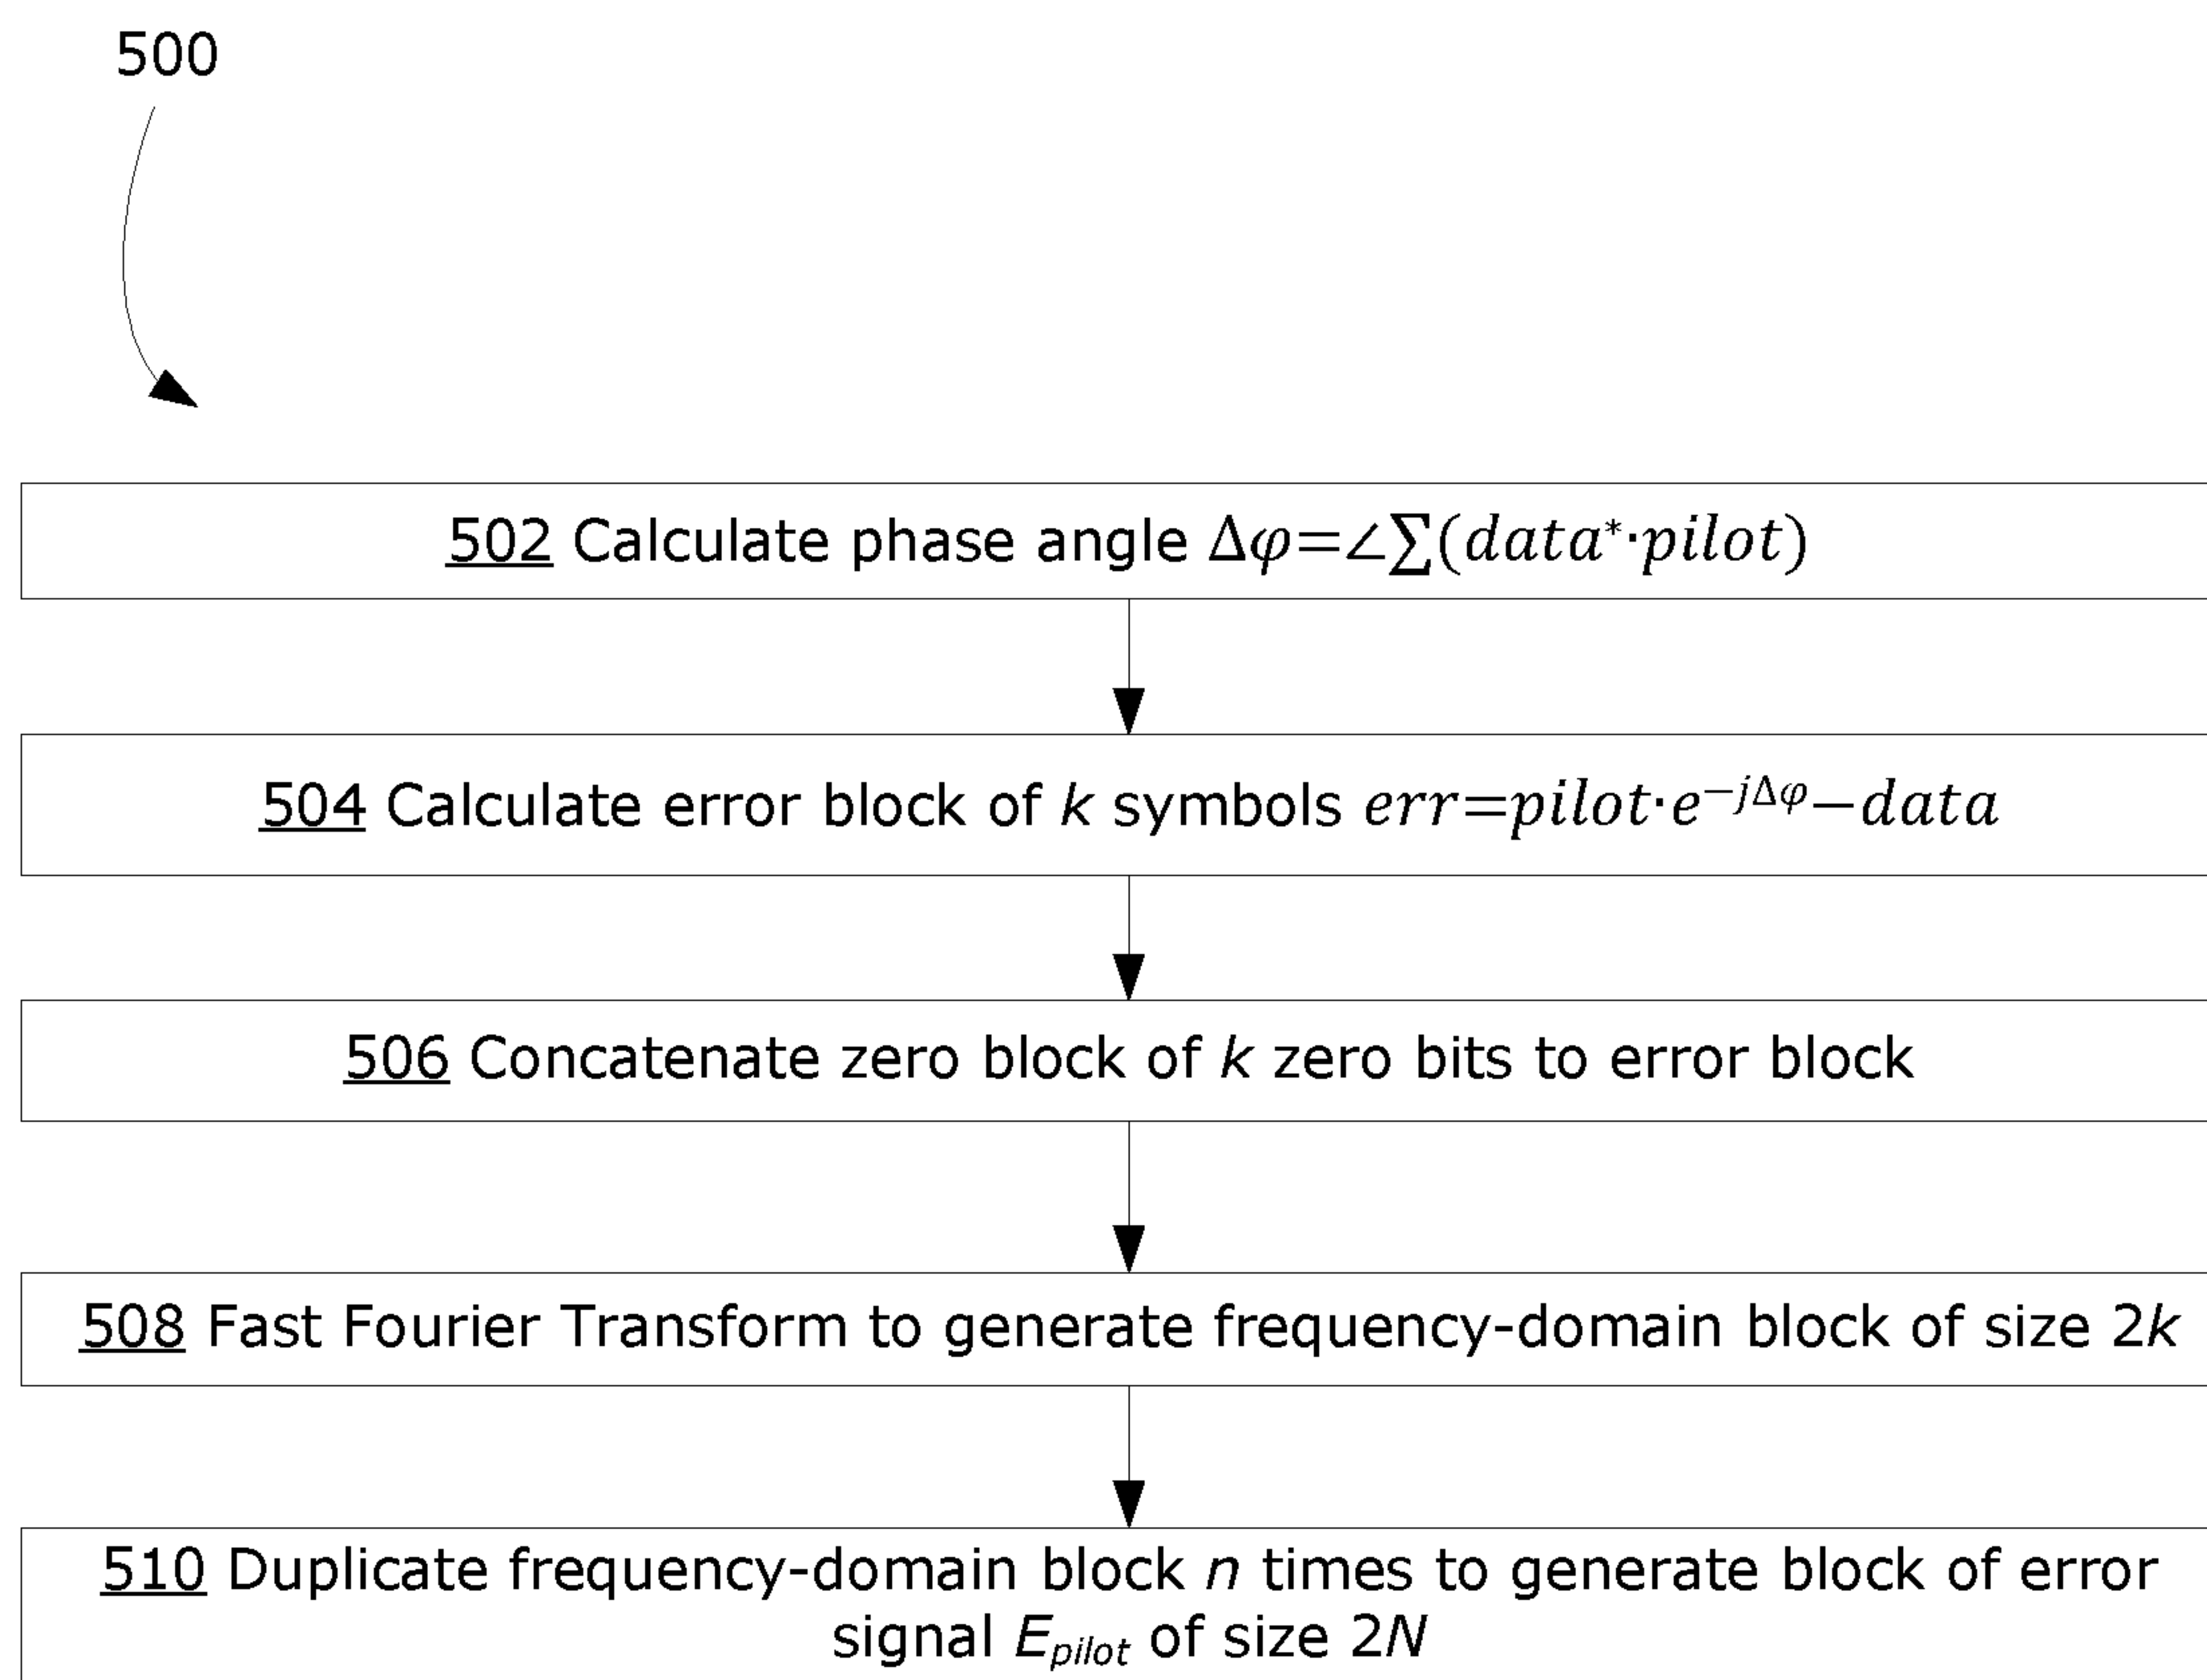 500
502 Calculate phase angle Δφ=∠∑(data*·pilot)
504 Calculate error block of k symbols err=pilot·e^{−jΔφ}−data
506 Concatenate zero block of k zero bits to error block
508 Fast Fourier Transform to generate frequency-domain block of size 2k
510 Duplicate frequency-domain block n times to generate block of error
signal E_{pilot} of size 2N